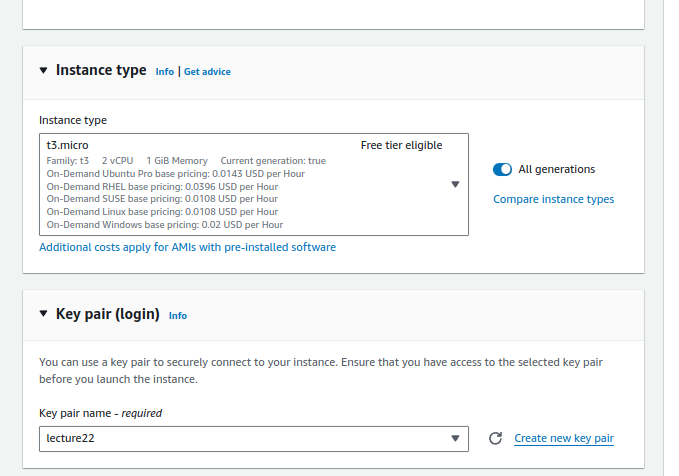 Instance type Info | Get advice
Instance type
t3.micro Free tier eligible
Family: t3 2 vCPU 1 GiB Memory Current generation: true
On-Demand Ubuntu Pro base pricing: 0.0143 USD per Hour
On-Demand RHEL base pricing: 0.0396 USD per Hour
On-Demand SUSE base pricing: 0.0108 USD per Hour
On-Demand Linux base pricing: 0.0108 USD per Hour
On-Demand Windows base pricing: 0.02 USD per Hour
All generations
Compare instance types
Additional costs apply for AMIs with pre-installed software
Key pair (login) Info
You can use a key pair to securely connect to your instance. Ensure that you have access to the selected key pair
before you launch the instance.
Key pair name - required
lecture22
Create new key pair